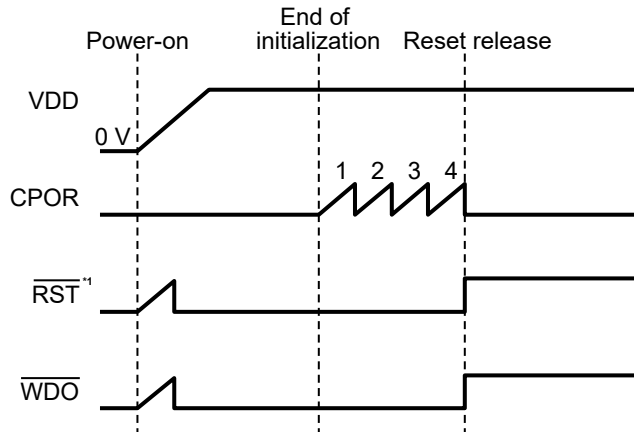 End of
Power-on initialization Reset release
VDD
0 V
1 2 3 4
CPOR
RST *1
WDO